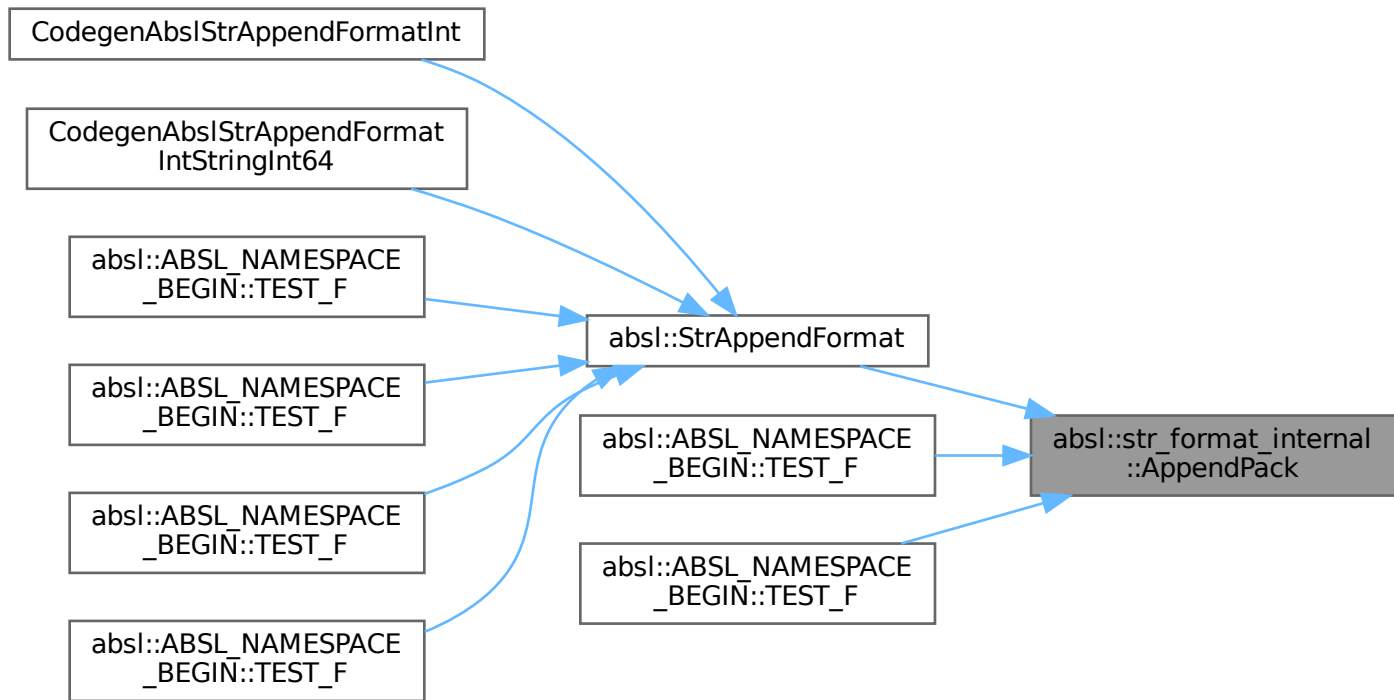 CodegenAbslStrAppendFormatInt
CodegenAbslStrAppendFormat
IntStringInt64
absl::ABSL_NAMESPACE
_BEGIN::TEST_F
absl::ABSL_NAMESPACE
_BEGIN::TEST_F
absl::ABSL_NAMESPACE
_BEGIN::TEST_F
absl::ABSL_NAMESPACE
_BEGIN::TEST_F
absl::StrAppendFormat
absl::ABSL_NAMESPACE
_BEGIN::TEST_F
absl::ABSL_NAMESPACE
_BEGIN::TEST_F
absl::str_format_internal
::AppendPack